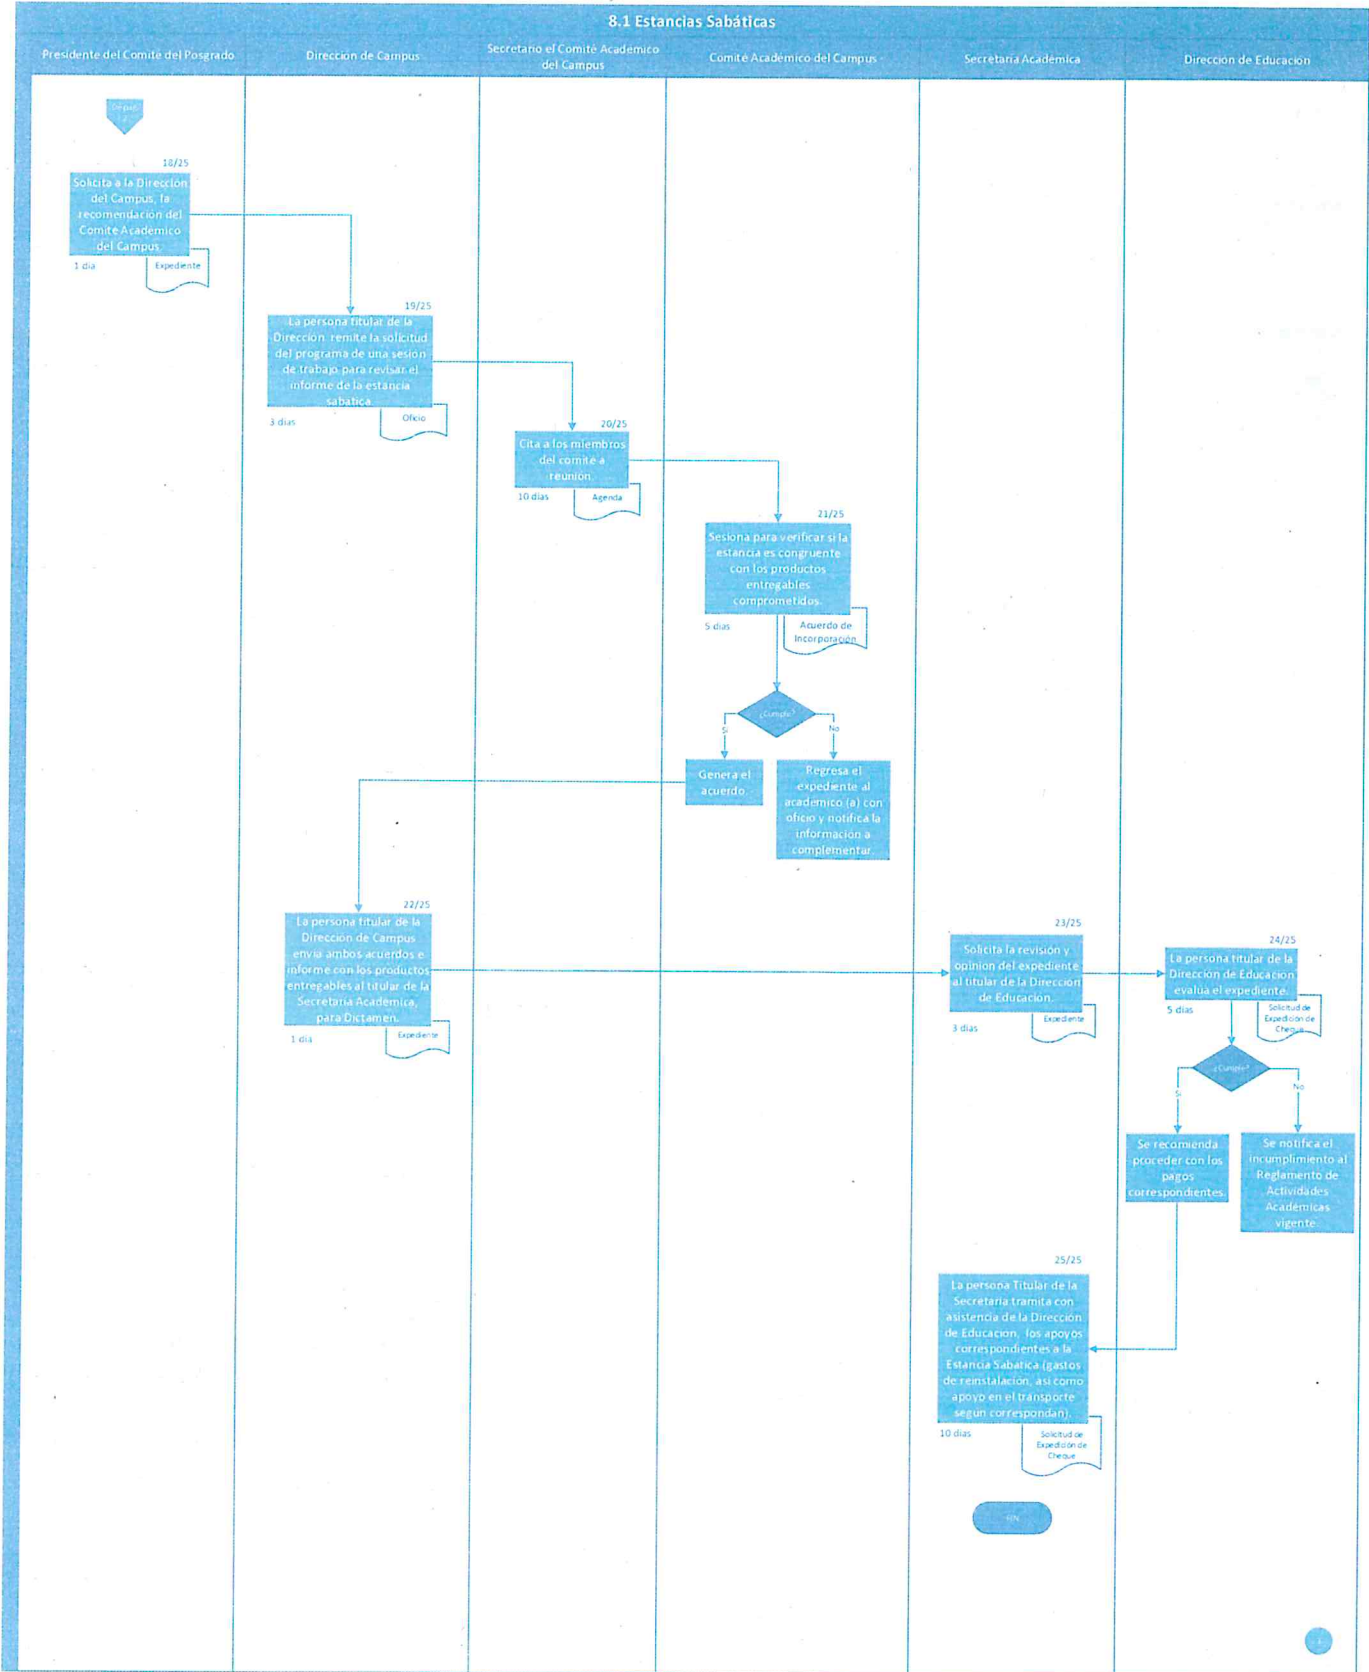 8.1 Estancias Sabáticas
Presidente del Comité del Posgrado
Dirección de Campus
Secretario el Comité Académico
del Campus
Comité Académico del Campus
Secretaría Académica
Dirección de Educación
18/25
Solicita a la Dirección
del Campus, la
recomendación del
Comité Académico
del Campus.
1 día
Expediente
19/25
La persona titular de la
Dirección remite la solicitud
del programa de una sesión
de trabajo para revisar el
informe de la estancia
sabática.
3 días
Oficio
20/25
Cita a los miembros
del comité a
reunión.
10 días
Agenda
21/25
Sesiona para verificar si la
estancia es congruente
con los productos
entregables
comprometidos.
5 días
Acuerdo de
Incorporación
¿Cumple?
Si
No
Genera el
acuerdo.
Regresa el
expediente al
académico (a) con
oficio y notifica la
información a
complementar.
22/25
La persona titular de la
Dirección de Campus
envía ambos acuerdos e
informe con los productos
entregables al titular de la
Secretaría Académica,
para Dictamen.
1 día
Expediente
23/25
Solicita la revisión y
opinión del expediente
al titular de la Dirección
de Educación.
3 días
Expediente
24/25
La persona titular de la
Dirección de Educación
evalúa el expediente.
5 días
Solicitud de
Expedición de
Cheque
¿Cumple?
Si
No
Se recomienda
proceder con los
pagos
correspondientes.
Se notifica el
incumplimiento al
Reglamento de
Actividades
Académicas
vigente.
25/25
La persona Titular de la
Secretaría tramita con
asistencia de la Dirección
de Educación, los apoyos
correspondientes a la
Estancia Sabática (gastos
de reinstalación, así como
apoyo en el transporte
según correspondan).
10 días
Solicitud de
Expedición de
Cheque
FIN